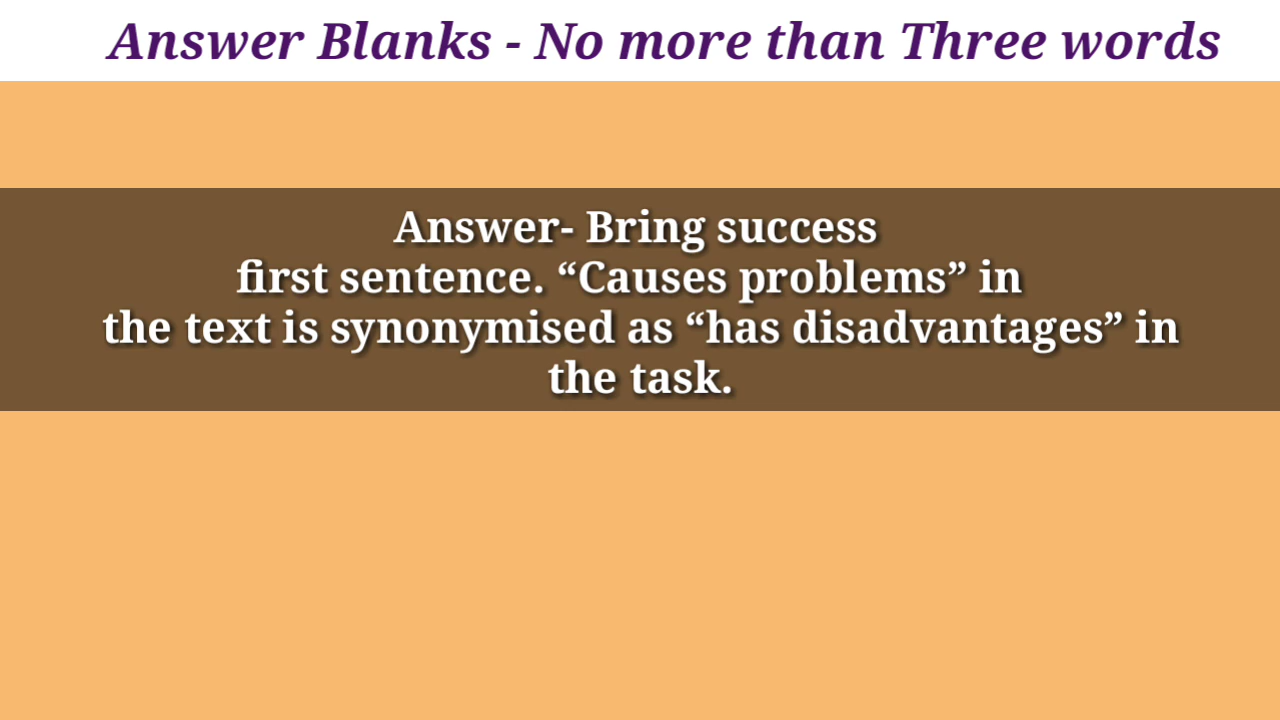 Answer Blanks - No more than Three words
Answer- Bring success
first sentence. “Causes problems” in
the text is synonymised as “has disadvantages” in
the task.